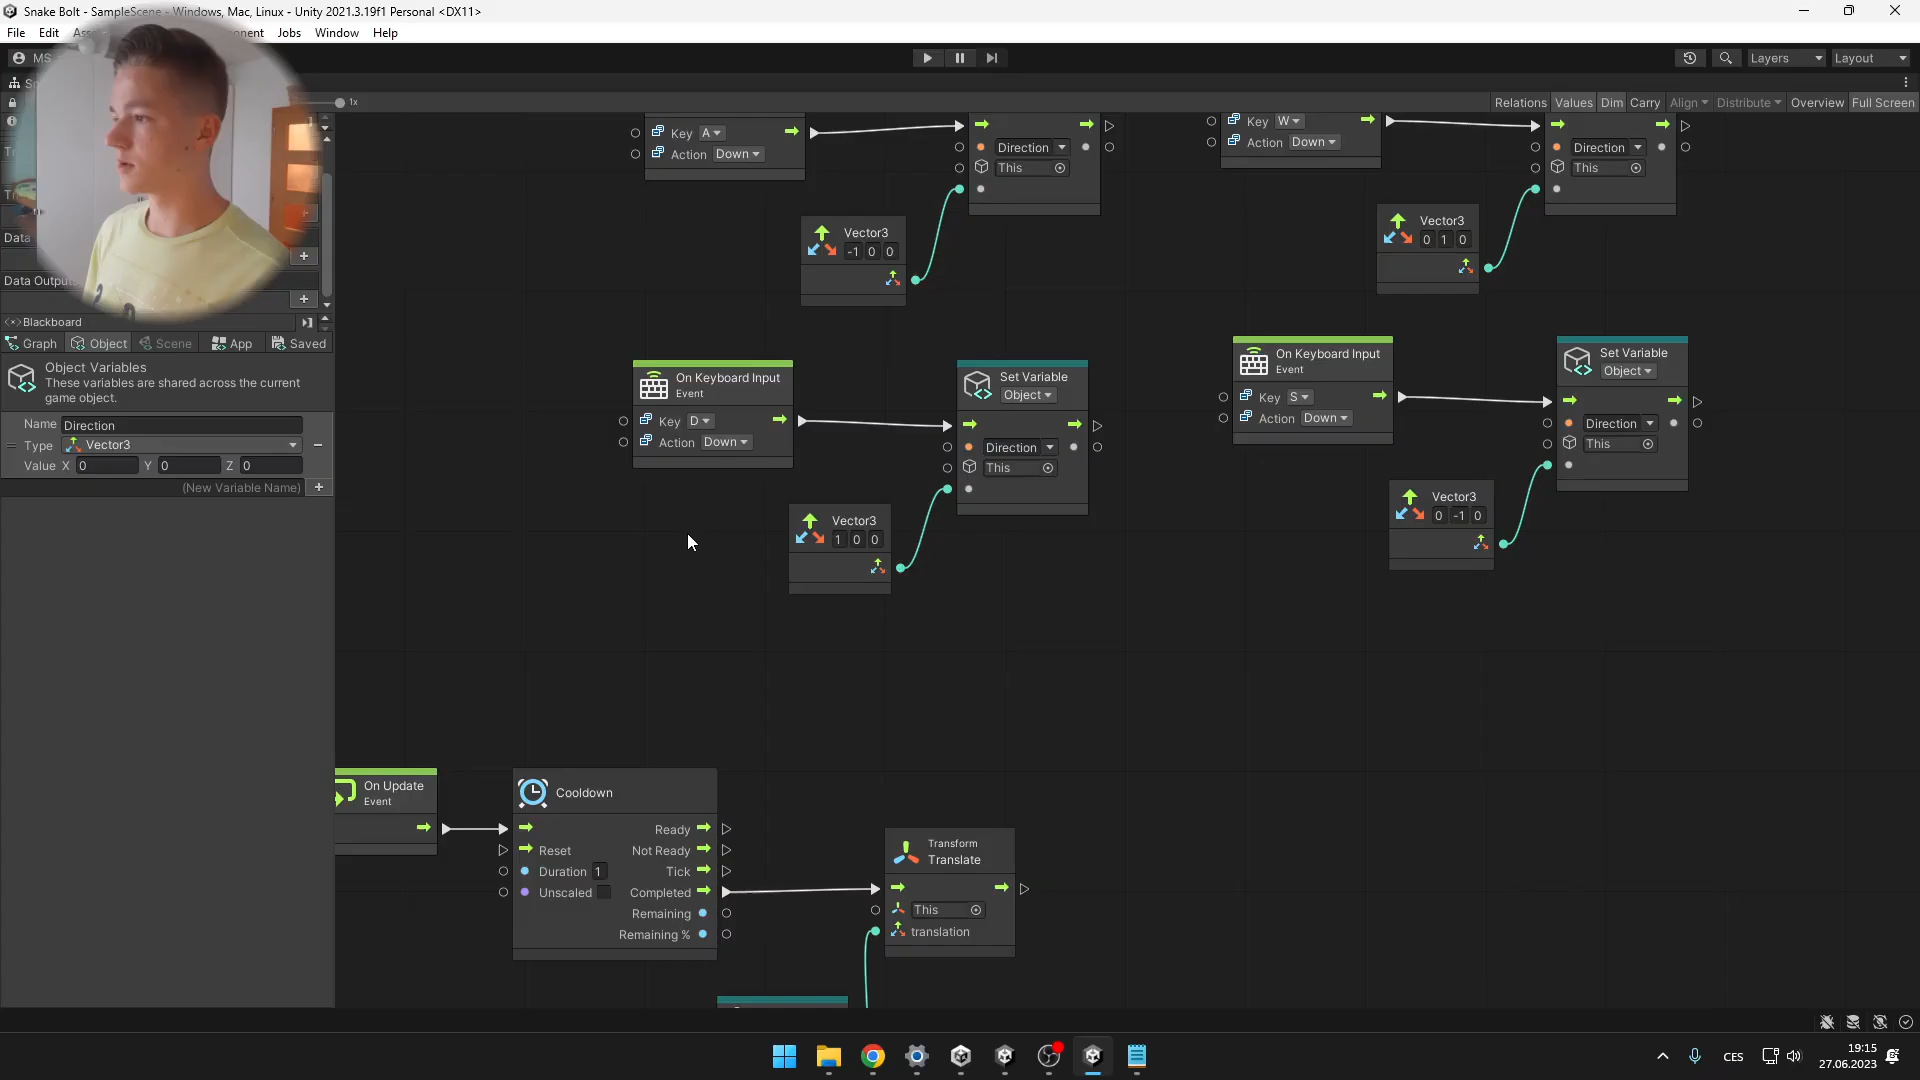 Snake Bolt - SampleScene - Windows, Mac, Linux - Unity 2021.3.19f1 Personal <DX11>
File Edit Ass ponent Jobs Window Help
MS
Layers Layout
1x
Relations Values Dim Carry Align Distribute Overview Full Screen
Key A
Action Down
Direction
This
Key W
Action Down
Direction
This
Vector3
-1 0 0
Vector3
0 1 0
Data
Data Outpu
<x>Blackboard
Graph Object Scene App Saved
Object Variables
These variables are shared across the current
game object.
Name Direction
Type Vector3
Value X 0 Y 0 Z 0
(New Variable Name)
On Keyboard Input
Event
Key D
Action Down
Set Variable
Object
Direction
This
Vector3
1 0 0
On Keyboard Input
Event
Key S
Action Down
Set Variable
Object
Direction
This
Vector3
0 -1 0
On Update
Event
Cooldown
Ready
Reset Not Ready
Duration 1 Tick
Unscaled Completed
Remaining
Remaining %
Transform
Translate
This
translation
CES
19:15
27.06.2023